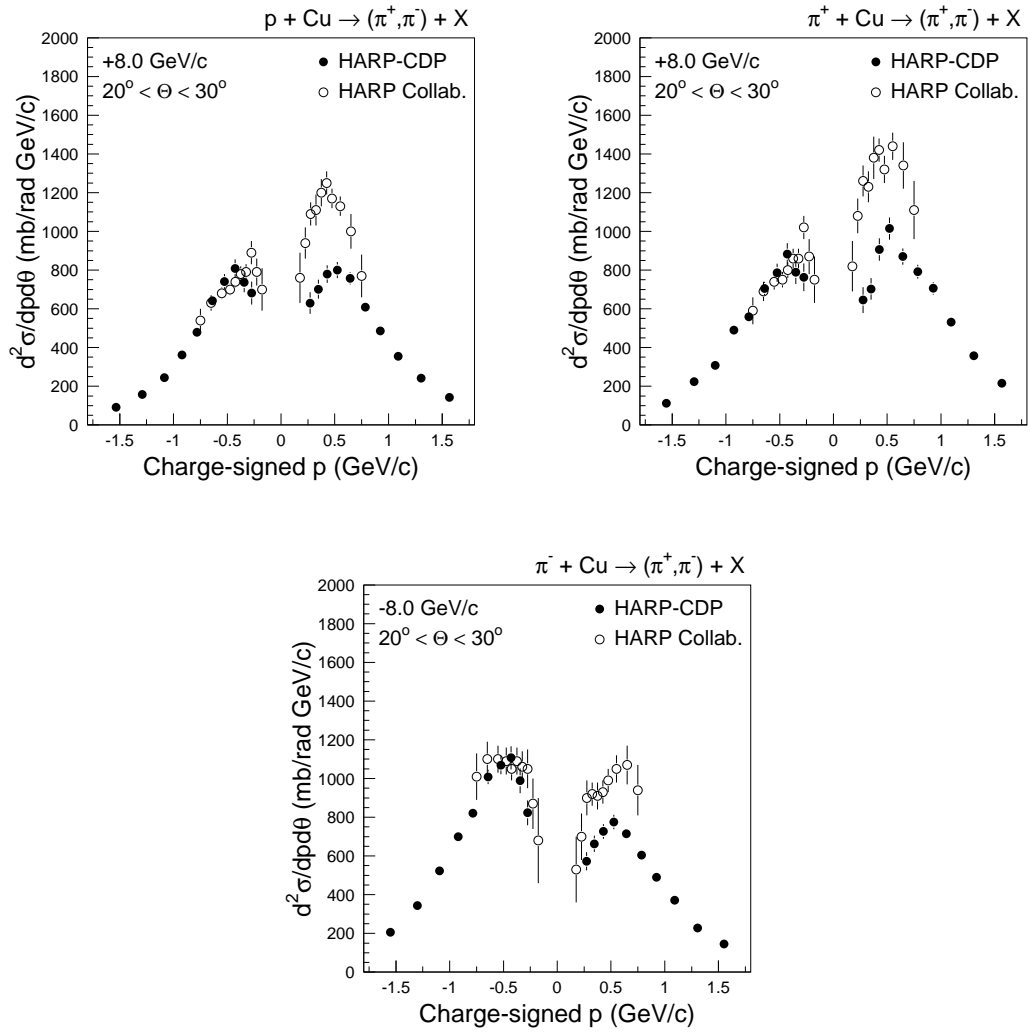 p + Cu → (π⁺,π⁻) + X
2000
1800
1600
1400
1200
1000
800
600
400
200
0
d²σ/dpdθ (mb/rad GeV/c)
+8.0 GeV/c
20° < Θ < 30°
HARP-CDP
HARP Collab.
-1.5 -1 -0.5 0 0.5 1 1.5
Charge-signed p (GeV/c)
π⁺ + Cu → (π⁺,π⁻) + X
2000
1800
1600
1400
1200
1000
800
600
400
200
0
d²σ/dpdθ (mb/rad GeV/c)
+8.0 GeV/c
20° < Θ < 30°
HARP-CDP
HARP Collab.
-1.5 -1 -0.5 0 0.5 1 1.5
Charge-signed p (GeV/c)
π⁻ + Cu → (π⁺,π⁻) + X
2000
1800
1600
1400
1200
1000
800
600
400
200
0
d²σ/dpdθ (mb/rad GeV/c)
-8.0 GeV/c
20° < Θ < 30°
HARP-CDP
HARP Collab.
-1.5 -1 -0.5 0 0.5 1 1.5
Charge-signed p (GeV/c)